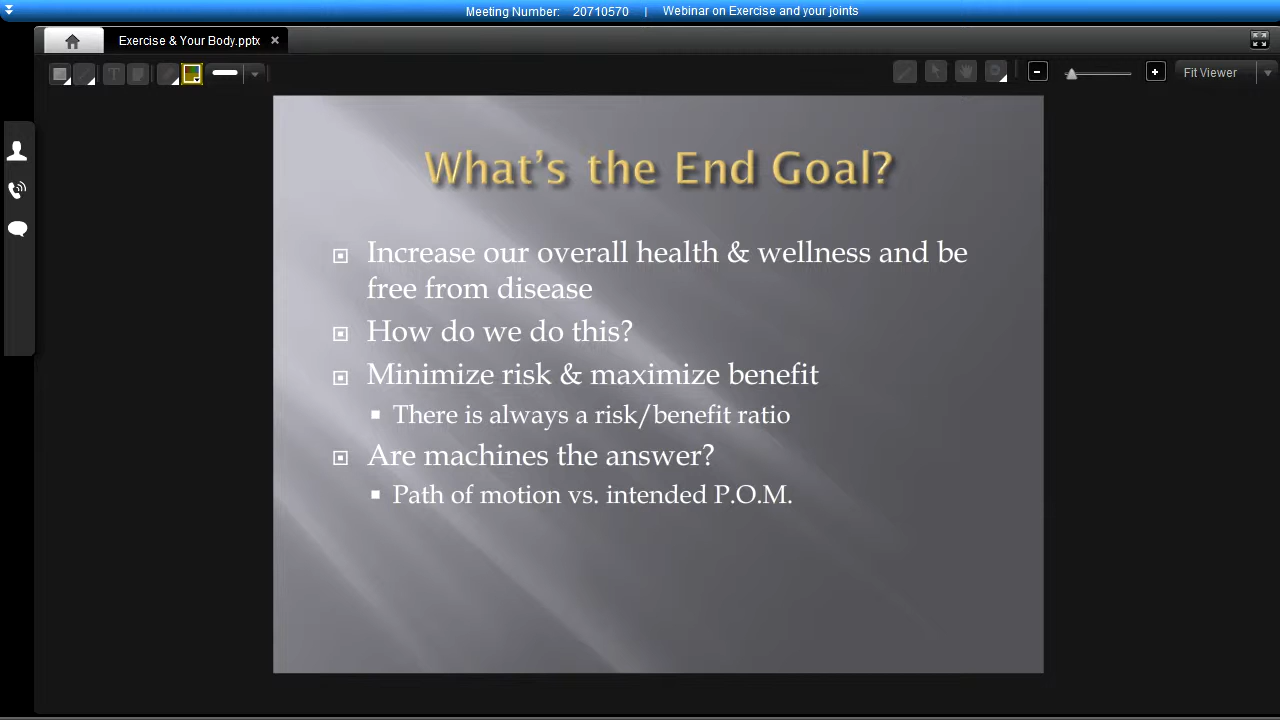 Meeting Number: 20710570 | Webinar on Exercise and your joints
Exercise & Your Body.pptx
T
Fit Viewer
What's the End Goal?
Increase our overall health & wellness and be
free from disease
How do we do this?
Minimize risk & maximize benefit
There is always a risk/benefit ratio
Are machines the answer?
Path of motion vs. intended P.O.M.